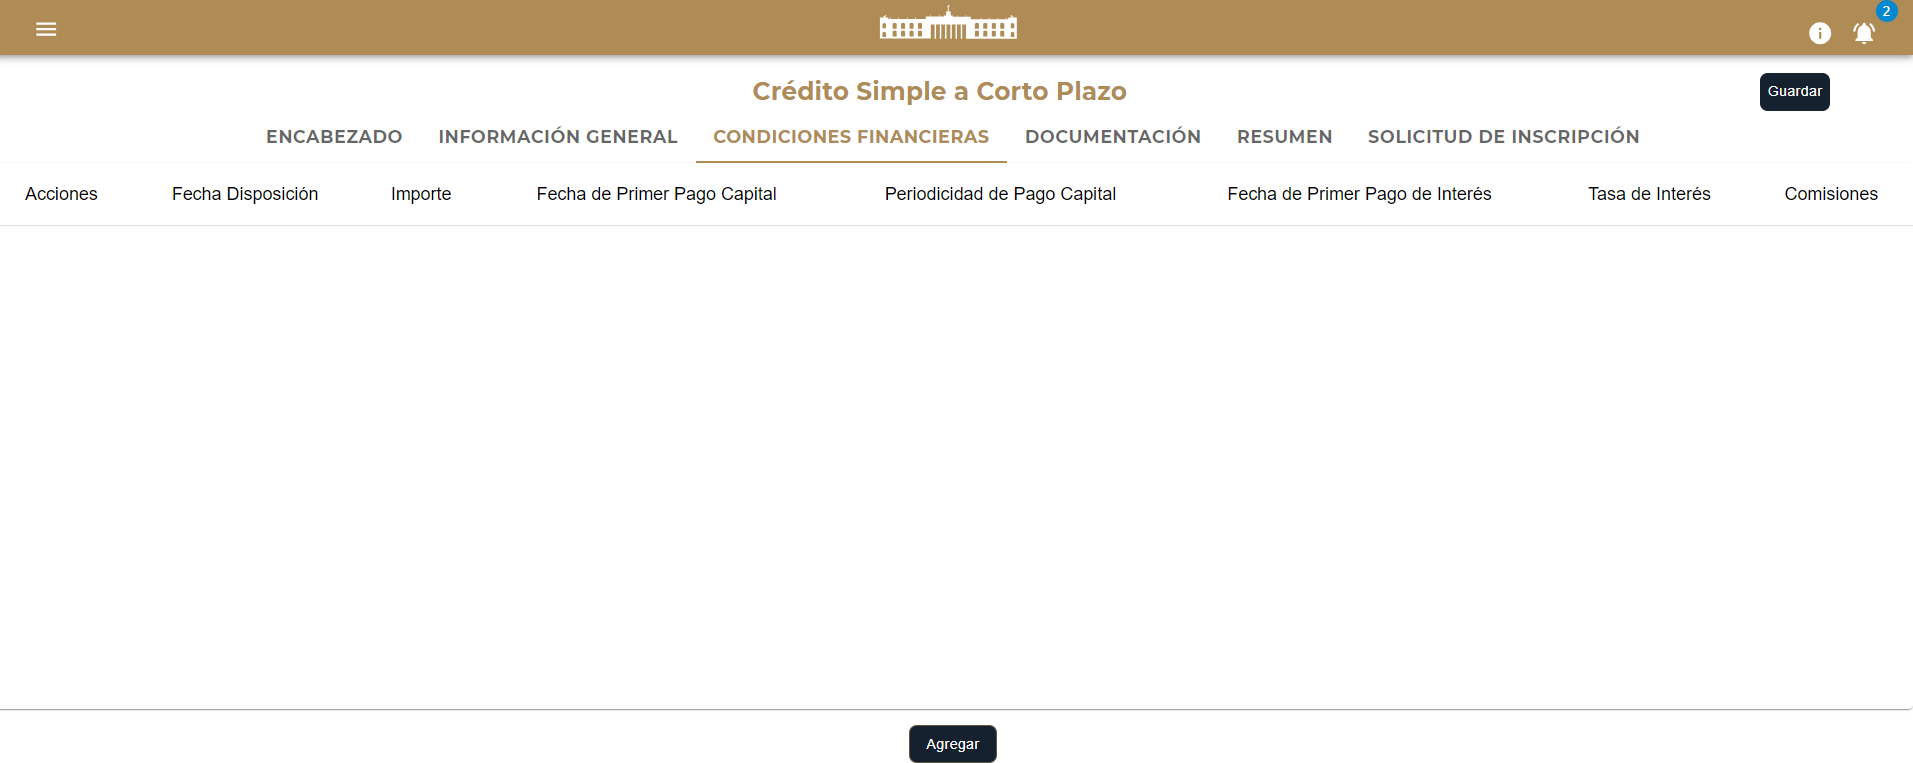 2
Crédito Simple a Corto Plazo
Guardar
ENCABEZADO INFORMACIÓN GENERAL CONDICIONES FINANCIERAS DOCUMENTACIÓN RESUMEN SOLICITUD DE INSCRIPCIÓN
Acciones Fecha Disposición Importe Fecha de Primer Pago Capital Periodicidad de Pago Capital Fecha de Primer Pago de Interés Tasa de Interés Comisiones
Agregar